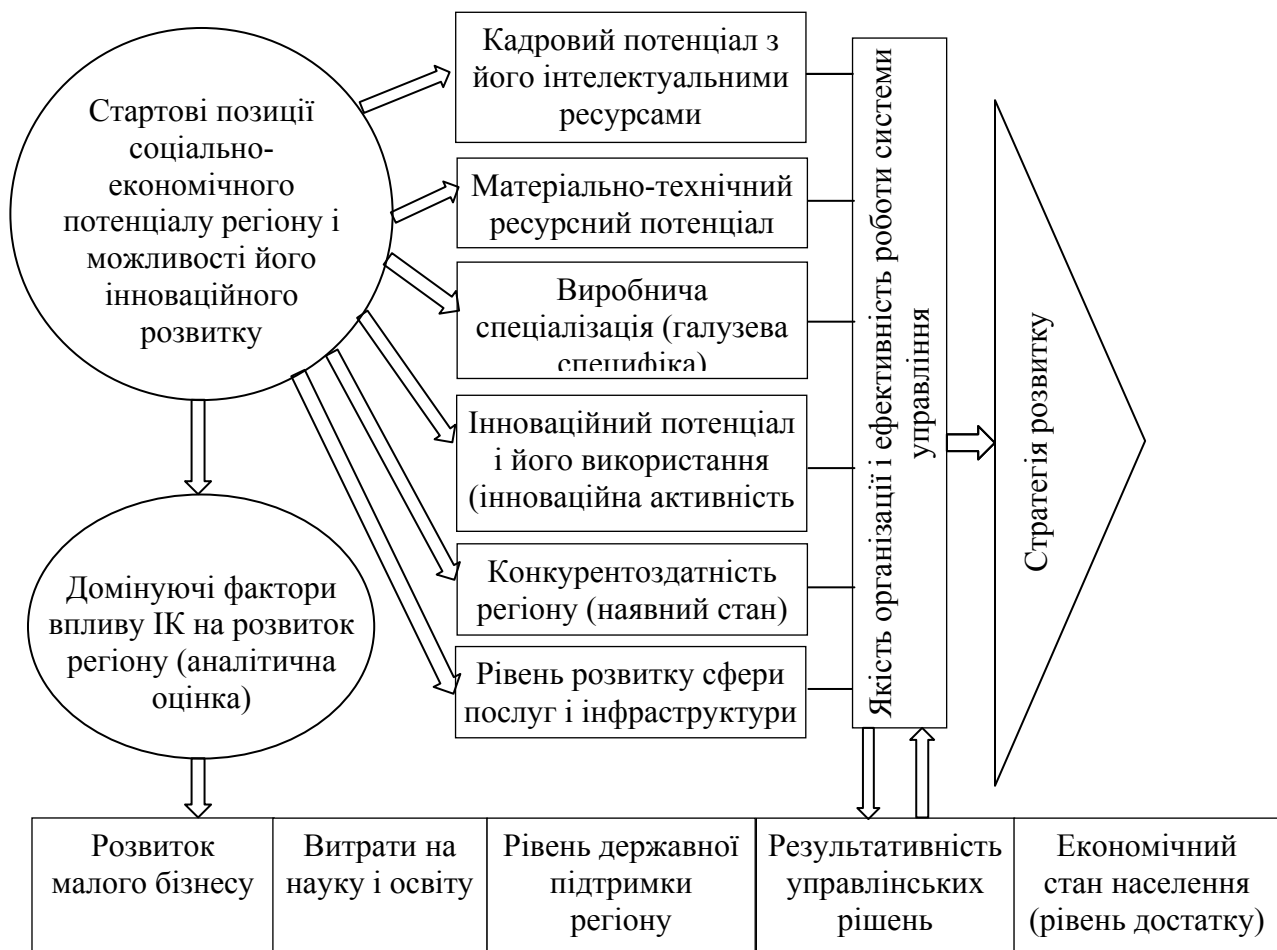 Стартові позиції
соціально-
економічного
потенціалу регіону і
можливості його
інноваційного
розвитку
Кадровий потенціал з
його інтелектуальними
ресурсами
Матеріально-технічний
ресурсний потенціал
Виробнича
спеціалізація (галузева
специфіка)
Інноваційний потенціал
і його використання
(інноваційна активність
Конкурентоздатність
регіону (наявний стан)
Рівень розвитку сфери
послуг і інфраструктури
Якість організації і ефективність роботи системи
управління
Стратегія розвитку
Домінуючі фактори
впливу ІК на розвиток
регіону (аналітична
оцінка)
Розвиток
малого бізнесу
Витрати на
науку і освіту
Рівень державної
підтримки
регіону
Результативність
управлінських
рішень
Економічний
стан населення
(рівень достатку)